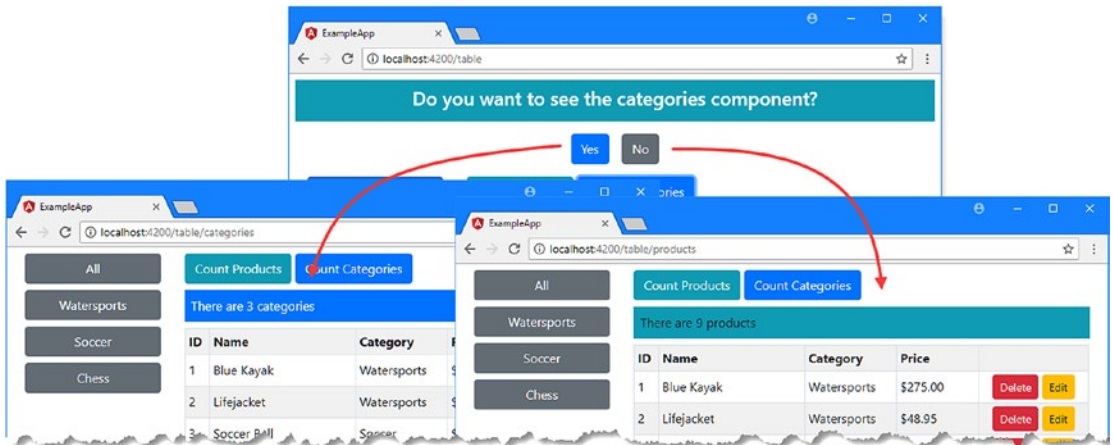 ExampleApp
localhost:4200/table
Do you want to see the categories component?
Yes No
ories
ExampleApp
localhost:4200/table/categories
All
Watersports
Soccer
Chess
Count Products Count Categories
There are 3 categories
ID Name Category
1 Blue Kayak Watersports
2 Lifejacket Watersports
3 Soccer Ball Soccer
ExampleApp
localhost:4200/table/products
All
Watersports
Soccer
Chess
Count Products Count Categories
There are 9 products
ID Name Category Price
1 Blue Kayak Watersports $275.00 Delete Edit
2 Lifejacket Watersports $48.95 Delete Edit